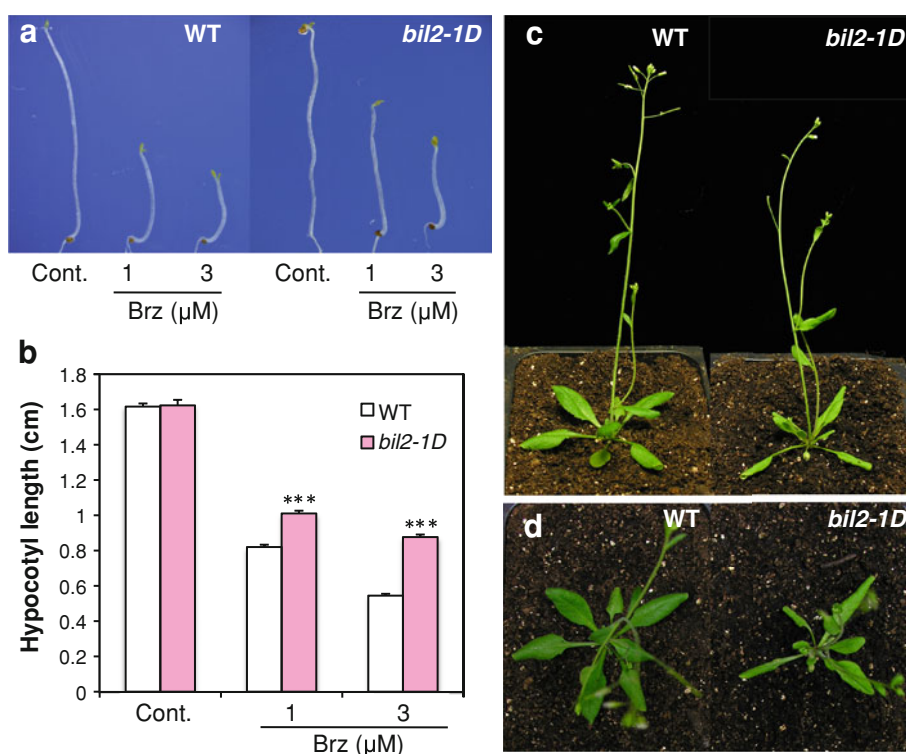 a WT bil2-1D
Cont. 1 3 Cont. 1 3
Brz (µM) Brz (µM)
b
Hypocotyl length (cm)
1.8
1.6
1.4
1.2
1
0.8
0.6
0.4
0.2
0
WT
bil2-1D
***
***
Cont. 1 3
Brz (µM)
c WT bil2-1D
d WT bil2-1D